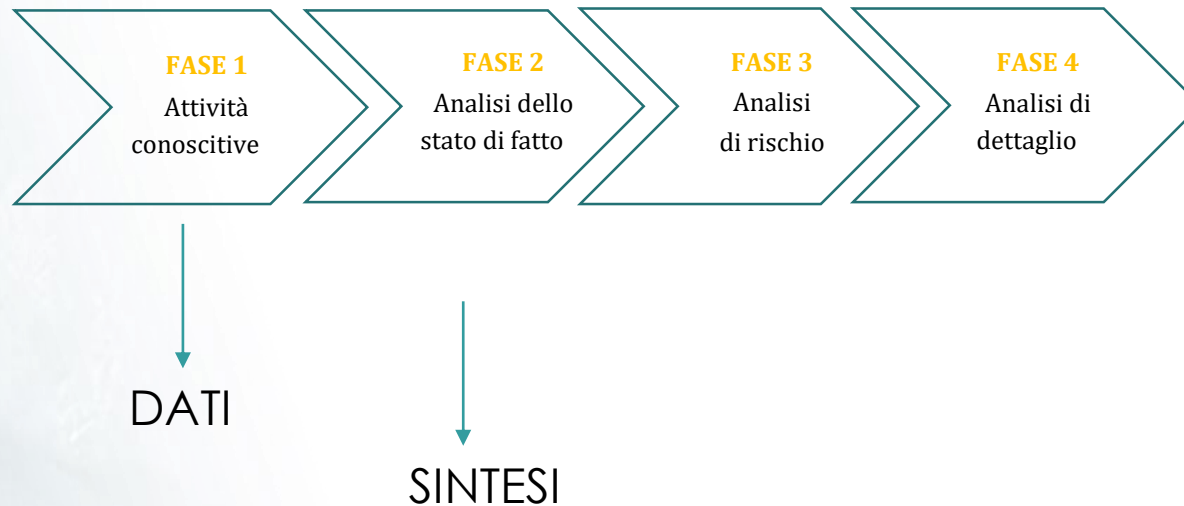 FASE 1
Attività
conoscitive
FASE 2
Analisi dello
stato di fatto
FASE 3
Analisi
di rischio
FASE 4
Analisi di
dettaglio
DATI
SINTESI